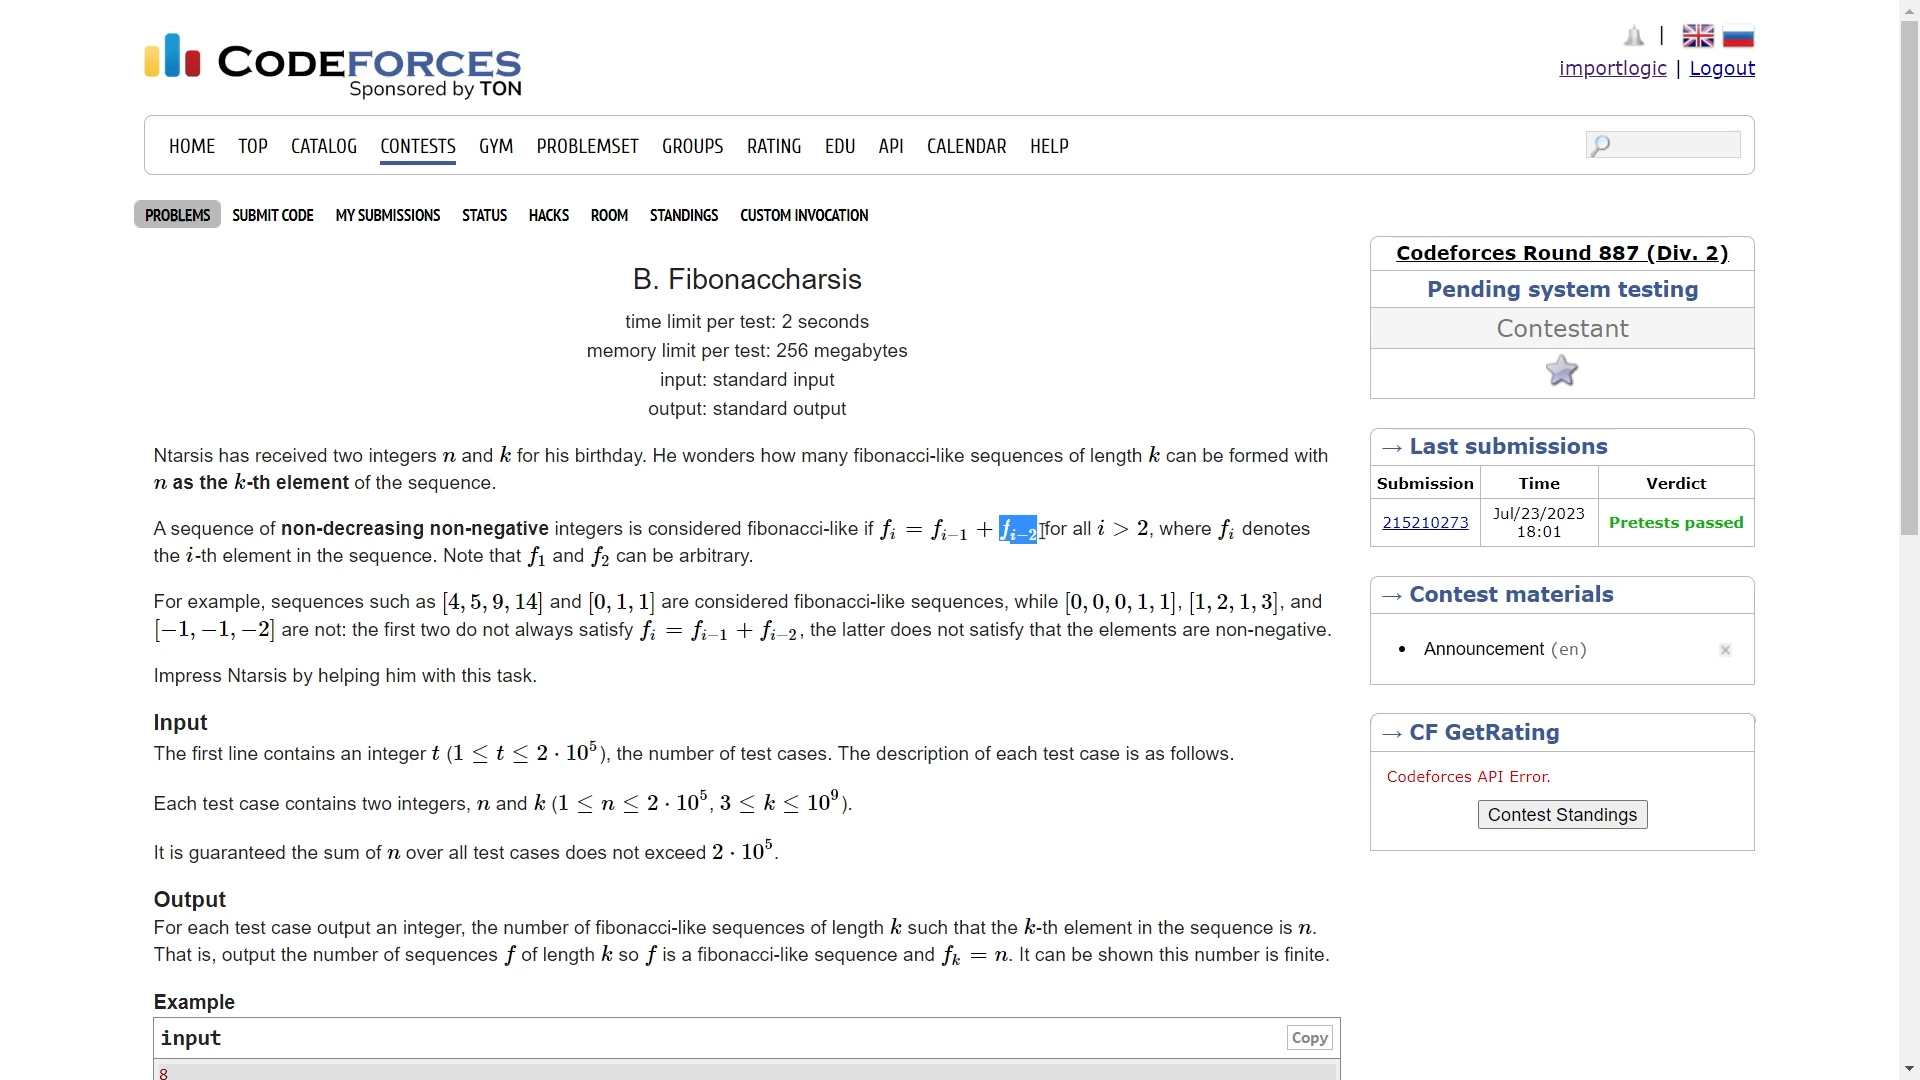 CODEFORCES
Sponsored by TON
|
importlogic | Logout
HOME TOP CATALOG CONTESTS GYM PROBLEMSET GROUPS RATING EDU API CALENDAR HELP
PROBLEMS SUBMIT CODE MY SUBMISSIONS STATUS HACKS ROOM STANDINGS CUSTOM INVOCATION
B. Fibonaccharsis
time limit per test: 2 seconds
memory limit per test: 256 megabytes
input: standard input
output: standard output
Ntarsis has received two integers n and k for his birthday. He wonders how many fibonacci-like sequences of length k can be formed with
n as the k-th element of the sequence.
A sequence of non-decreasing non-negative integers is considered fibonacci-like if f_i = f_{i−1} + f_{i−2} for all i > 2, where f_i denotes
the i-th element in the sequence. Note that f_1 and f_2 can be arbitrary.
For example, sequences such as [4, 5, 9, 14] and [0, 1, 1] are considered fibonacci-like sequences, while [0, 0, 0, 1, 1], [1, 2, 1, 3], and
[−1, −1, −2] are not: the first two do not always satisfy f_i = f_{i−1} + f_{i−2}, the latter does not satisfy that the elements are non-negative.
Impress Ntarsis by helping him with this task.
Input
The first line contains an integer t (1 ≤ t ≤ 2 · 10^5), the number of test cases. The description of each test case is as follows.
Each test case contains two integers, n and k (1 ≤ n ≤ 2 · 10^5, 3 ≤ k ≤ 10^9).
It is guaranteed the sum of n over all test cases does not exceed 2 · 10^5.
Output
For each test case output an integer, the number of fibonacci-like sequences of length k such that the k-th element in the sequence is n.
That is, output the number of sequences f of length k so f is a fibonacci-like sequence and f_k = n. It can be shown this number is finite.
Example
input Copy
8
Codeforces Round 887 (Div. 2)
Pending system testing
Contestant
→ Last submissions
Submission Time Verdict
215210273 Jul/23/2023 18:01 Pretests passed
→ Contest materials
• Announcement (en) ×
→ CF GetRating
Codeforces API Error.
Contest Standings